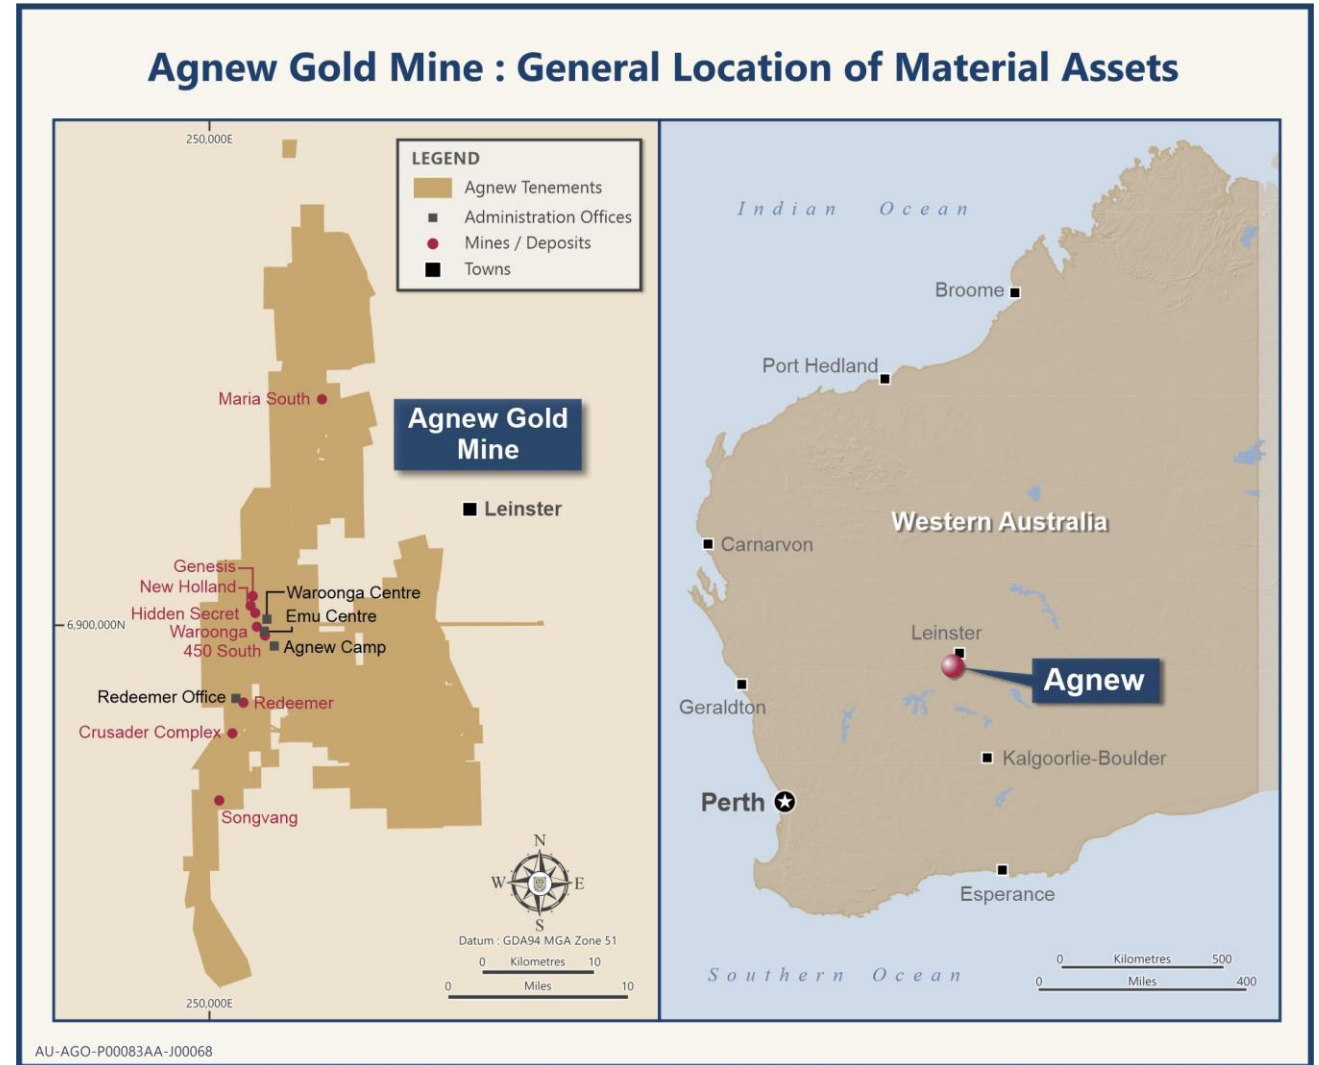 Agnew Gold Mine : General Location of Material Assets
250,000E
LEGEND
Agnew Tenements
Administration Offices
Mines / Deposits
Towns
Maria South
Agnew Gold
Mine
Leinster
Genesis
New Holland
Hidden Secret
Waroonga
450 South
Waroonga Centre
Emu Centre
Agnew Camp
6,900,000N
Redeemer Office
Redeemer
Crusader Complex
Songvang
N
W
E
S
Datum : GDA94 MGA Zone 51
0 Kilometres 10
Miles
0 10
250,000E
Indian Ocean
Broome
Port Hedland
Western Australia
Carnarvon
Leinster
Agnew
Geraldton
Kalgoorlie-Boulder
Perth
Esperance
Southern Ocean
0 Kilometres 500
0 Miles 400
AU-AGO-P00083AA-J00068